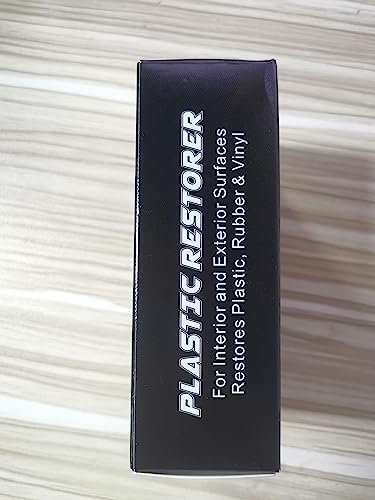 PLASTIC RESTORER
For Interior and Exterior Surfaces
Restores Plastic, Rubber & Vinyl